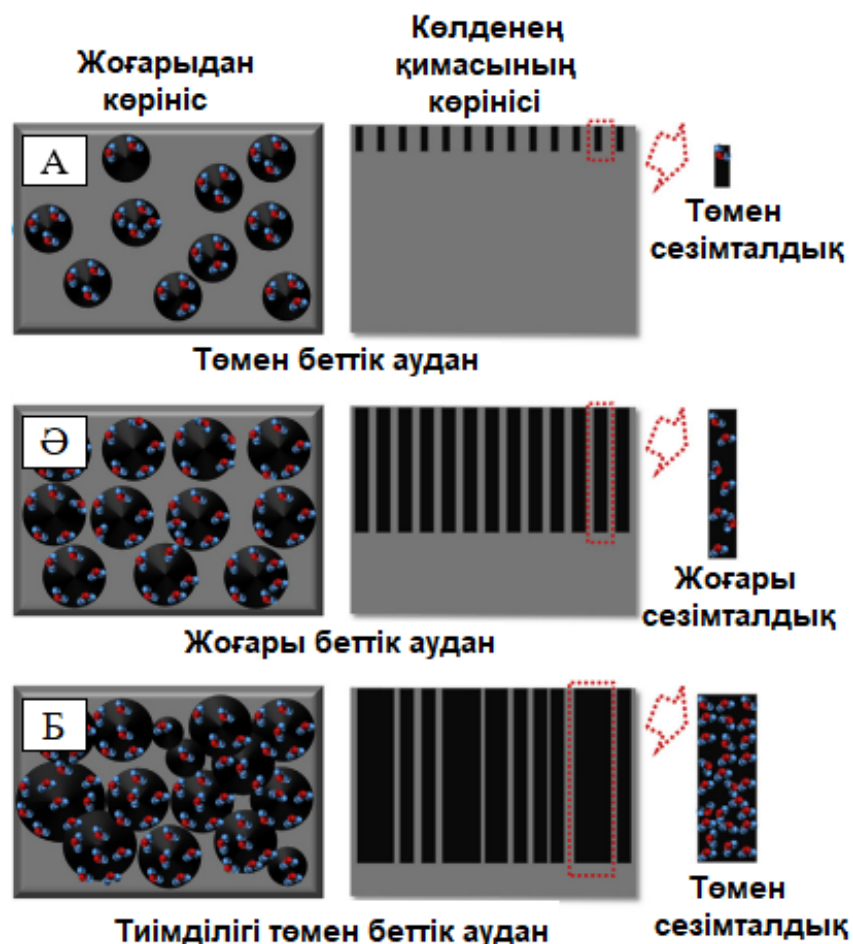 Жоғарыдан
көрініс
Көлденең
қимасының
көрінісі
А
Төмен
сезімталдық
Төмен беттік аудан
Ә
Жоғары
сезімталдық
Жоғары беттік аудан
Б
Төмен
сезімталдық
Тиімділігі төмен беттік аудан